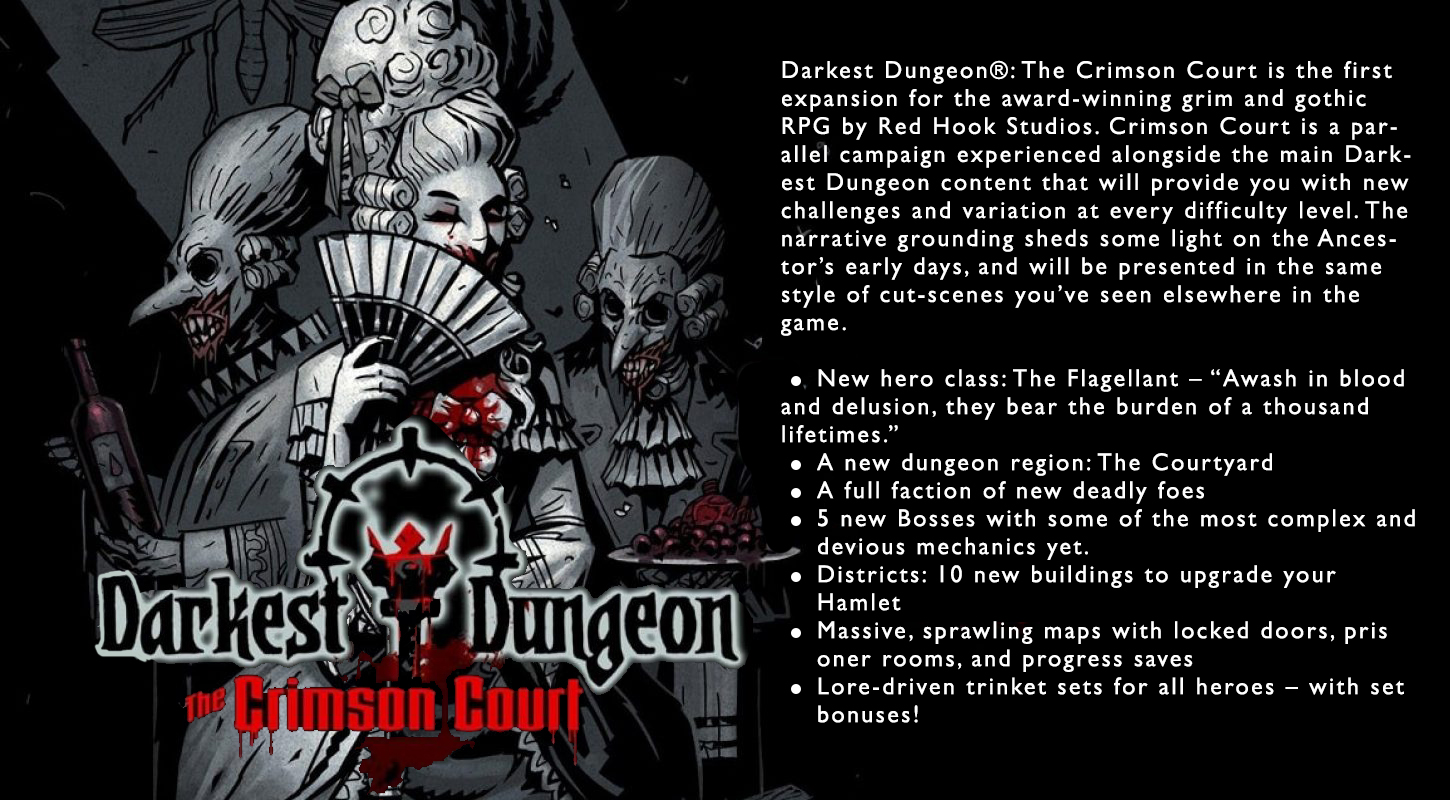 Darkest Dungeon®: The Crimson Court is the first
expansion for the award-winning grim and gothic
RPG by Red Hook Studios. Crimson Court is a par-
allel campaign experienced alongside the main Dark-
est Dungeon content that will provide you with new
challenges and variation at every difficulty level. The
narrative grounding sheds some light on the Ances-
tor’s early days, and will be presented in the same
style of cut-scenes you’ve seen elsewhere in the
game.
• New hero class: The Flagellant – “Awash in blood
and delusion, they bear the burden of a thousand
lifetimes.”
• A new dungeon region: The Courtyard
• A full faction of new deadly foes
• 5 new Bosses with some of the most complex and
devious mechanics yet.
• Districts: 10 new buildings to upgrade your
Hamlet
• Massive, sprawling maps with locked doors, pris
oner rooms, and progress saves
• Lore-driven trinket sets for all heroes – with set
bonuses!
Darkest Dungeon
The Crimson Court